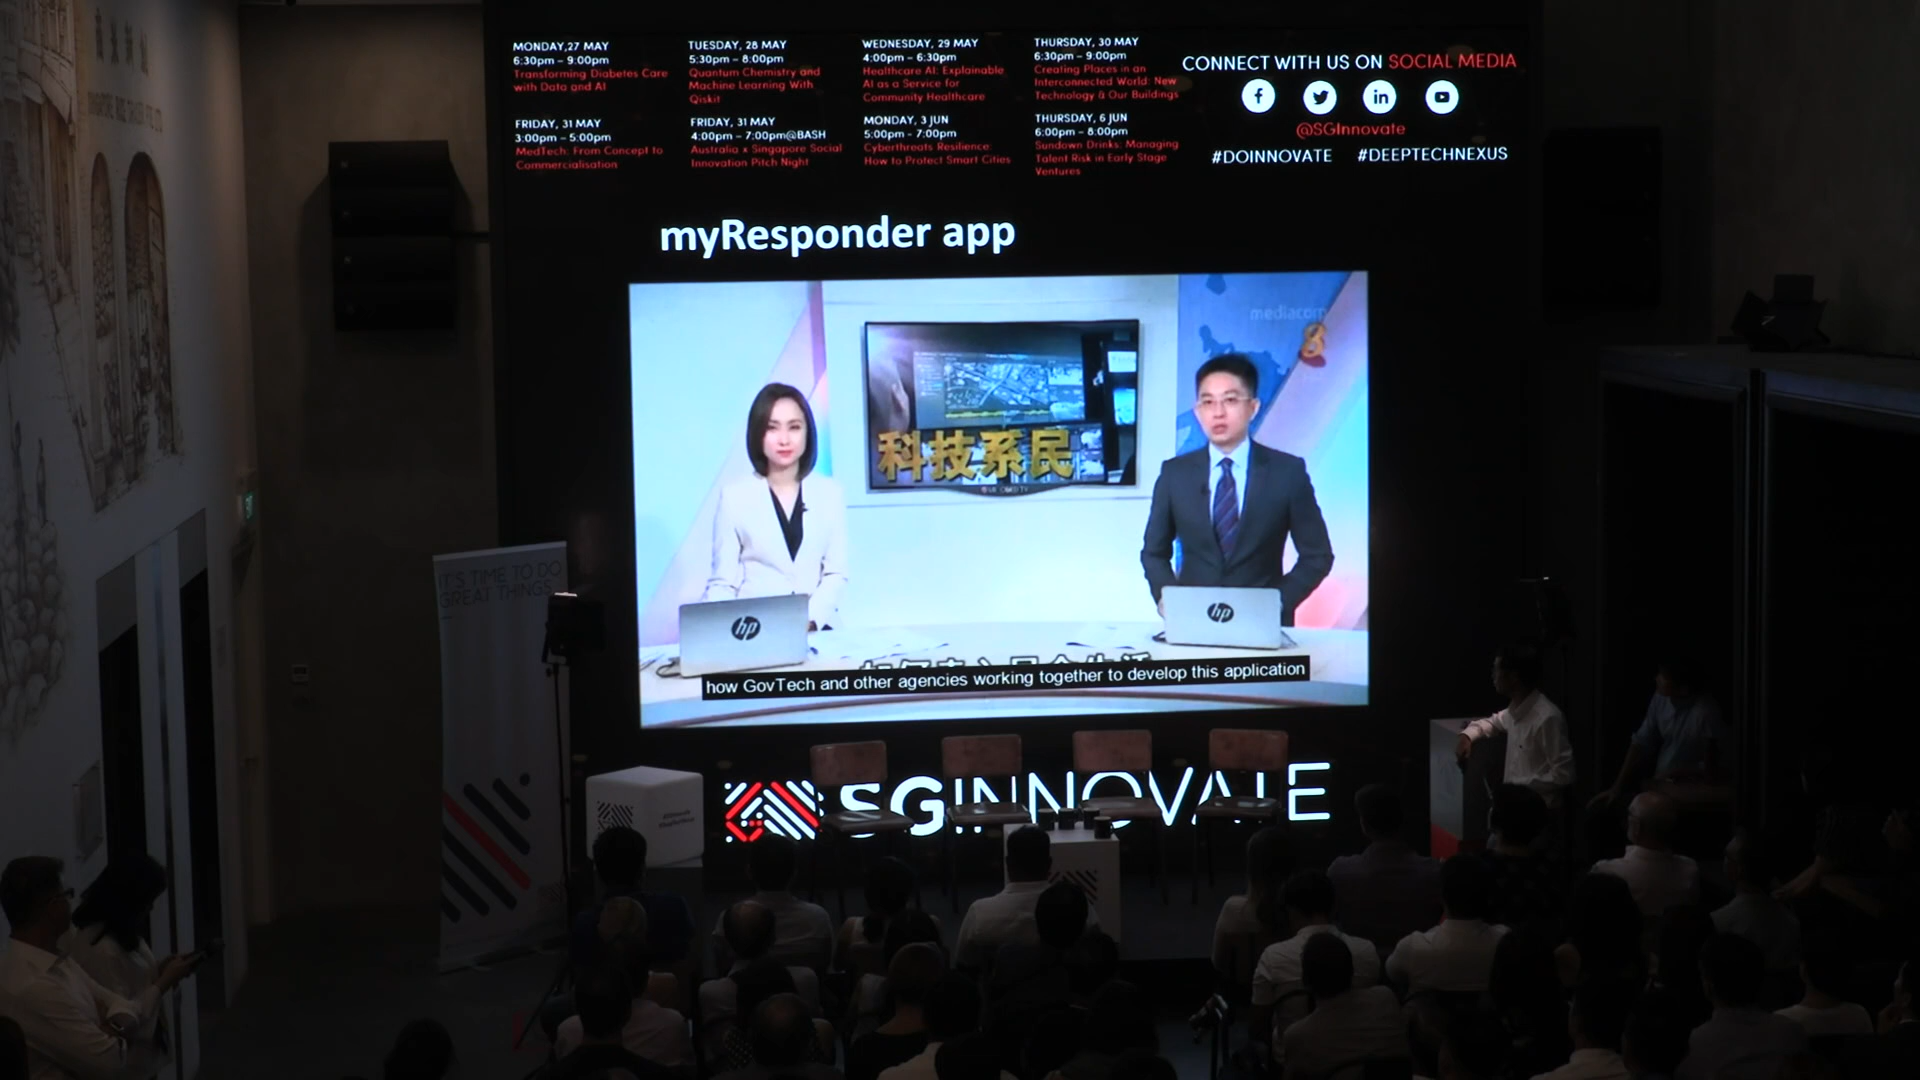 MONDAY, 27 MAY
6:30pm – 9:00pm
Transforming Diabetes Care
with Data and AI
TUESDAY, 28 MAY
5:30pm – 8:00pm
Quantum Chemistry and
Machine Learning With
Qiskit
WEDNESDAY, 29 MAY
4:00pm – 6:30pm
Healthcare AI: Explainable
AI as a Service for
Community Healthcare
THURSDAY, 30 MAY
6:30pm – 9:00pm
Creating Places in an
Interconnected World: New
Technology & Our Buildings
FRIDAY, 31 MAY
3:00pm – 5:00pm
MedTech: From Concept to
Commercialisation
FRIDAY, 31 MAY
4:00pm – 7:00pm@BASH
Australia x Singapore Social
Innovation Pitch Night
MONDAY, 3 JUN
5:00pm – 7:00pm
Cyberthreats Resilience:
How to Protect Smart Cities
THURSDAY, 6 JUN
6:00pm – 8:00pm
Sundown Drinks: Managing
Talent Risk in Early Stage
Ventures
CONNECT WITH US ON SOCIAL MEDIA
@SGInnovate
#DOINNOVATE #DEEPTECHNEXUS
myResponder app
mediacorp
8
科技系民
hp
hp
how GovTech and other agencies working together to develop this application
IT'S TIME TO DO
GREAT THINGS
SGINNOVATE